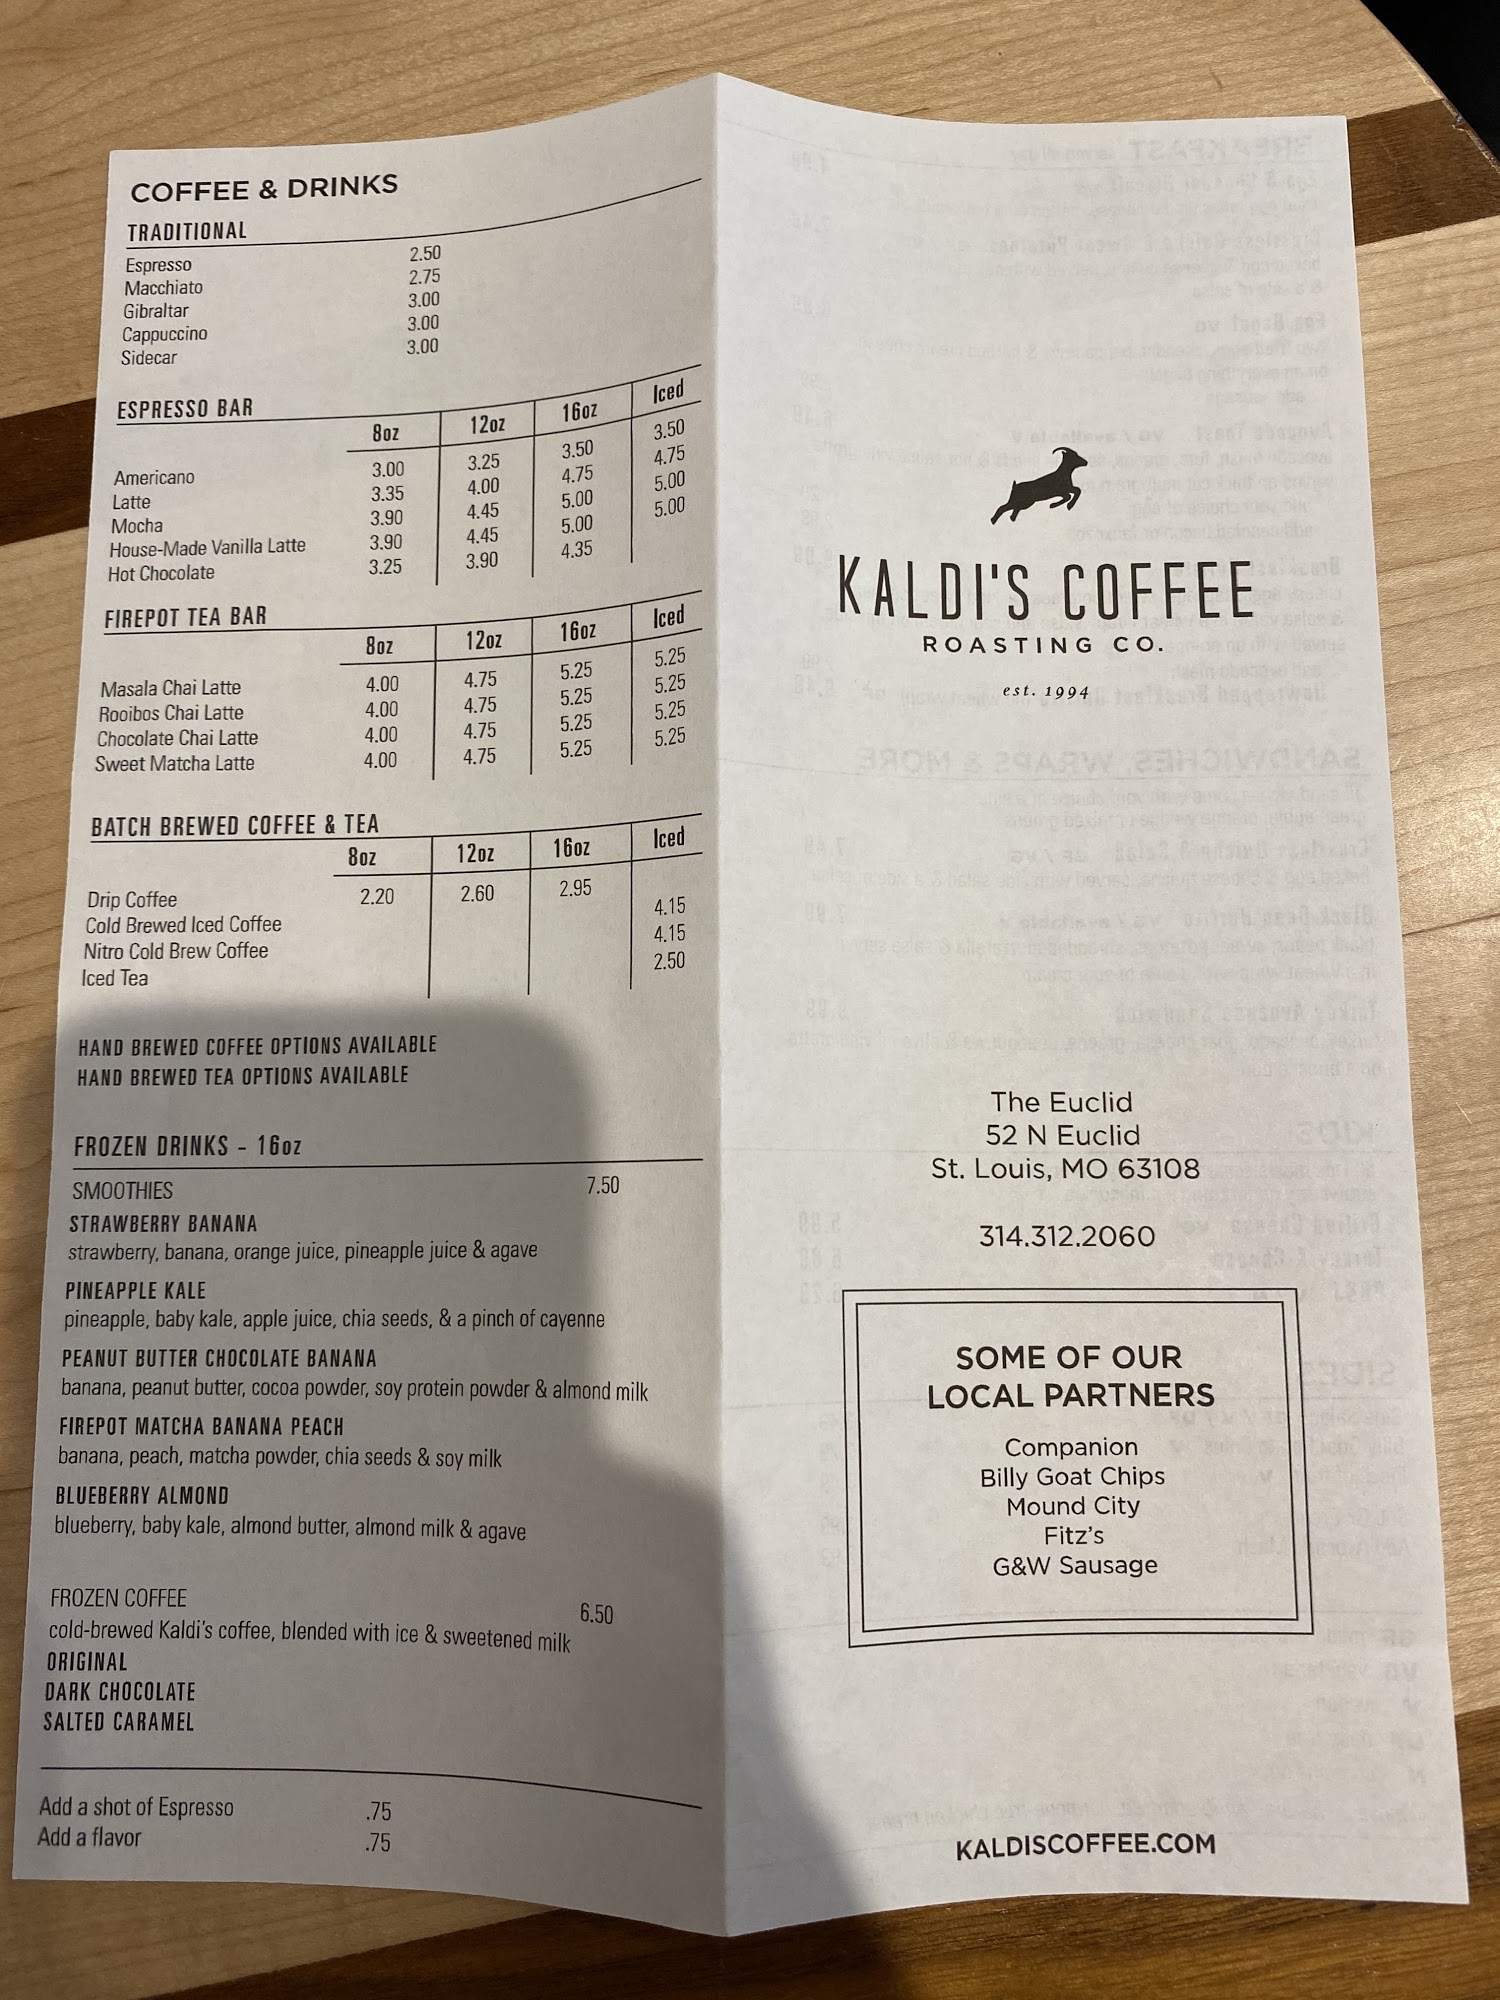 COFFEE & DRINKS
TRADITIONAL
Espresso 2.50
Macchiato 2.75
Gibraltar 3.00
Cappuccino 3.00
Sidecar 3.00
ESPRESSO BAR
8oz 12oz 16oz Iced
Americano 3.00 3.25 3.50 3.50
Latte 3.35 4.00 4.75 4.75
Mocha 3.90 4.45 5.00 5.00
House-Made Vanilla Latte 3.90 4.45 5.00 5.00
Hot Chocolate 3.25 3.90 4.35
FIREPOT TEA BAR
8oz 12oz 16oz Iced
Masala Chai Latte 4.00 4.75 5.25 5.25
Rooibos Chai Latte 4.00 4.75 5.25 5.25
Chocolate Chai Latte 4.00 4.75 5.25 5.25
Sweet Matcha Latte 4.00 4.75 5.25 5.25
BATCH BREWED COFFEE & TEA
8oz 12oz 16oz Iced
Drip Coffee 2.20 2.60 2.95
Cold Brewed Iced Coffee 4.15
Nitro Cold Brew Coffee 4.15
Iced Tea 2.50
HAND BREWED COFFEE OPTIONS AVAILABLE
HAND BREWED TEA OPTIONS AVAILABLE
FROZEN DRINKS - 16oz
SMOOTHIES 7.50
STRAWBERRY BANANA
strawberry, banana, orange juice, pineapple juice & agave
PINEAPPLE KALE
pineapple, baby kale, apple juice, chia seeds, & a pinch of cayenne
PEANUT BUTTER CHOCOLATE BANANA
banana, peanut butter, cocoa powder, soy protein powder & almond milk
FIREPOT MATCHA BANANA PEACH
banana, peach, matcha powder, chia seeds & soy milk
BLUEBERRY ALMOND
blueberry, baby kale, almond butter, almond milk & agave
FROZEN COFFEE 6.50
cold-brewed Kaldi's coffee, blended with ice & sweetened milk
ORIGINAL
DARK CHOCOLATE
SALTED CARAMEL
Add a shot of Espresso .75
Add a flavor .75
KALDI'S COFFEE
ROASTING CO.
est. 1994
The Euclid
52 N Euclid
St. Louis, MO 63108
314.312.2060
SOME OF OUR
LOCAL PARTNERS
Companion
Billy Goat Chips
Mound City
Fitz's
G&W Sausage
KALDISCOFFEE.COM